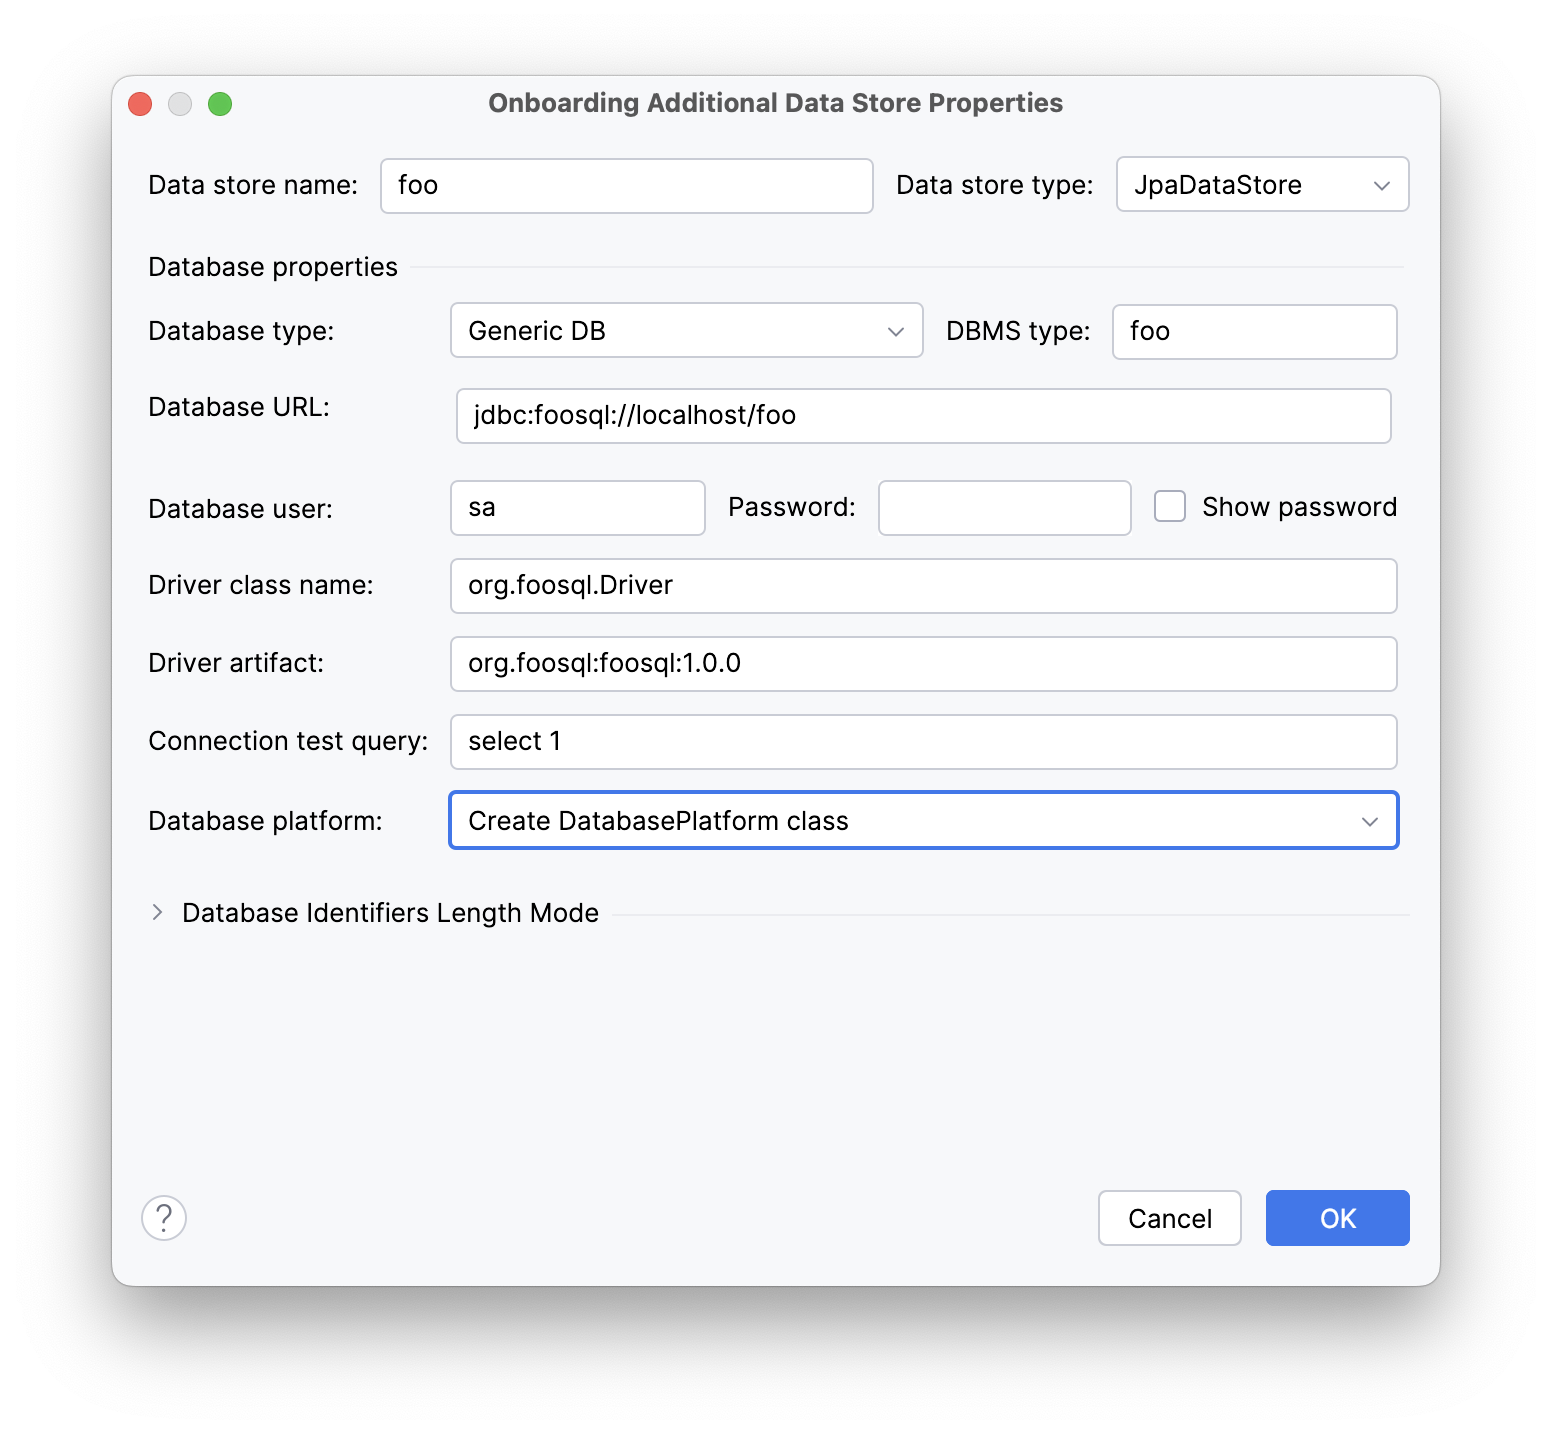 Onboarding Additional Data Store Properties
Data store name: foo Data store type: JpaDataStore
Database properties
Database type: Generic DB DBMS type: foo
Database URL: jdbc:foosql://localhost/foo
Database user: sa Password: Show password
Driver class name: org.foosql.Driver
Driver artifact: org.foosql:foosql:1.0.0
Connection test query: select 1
Database platform: Create DatabasePlatform class
Database Identifiers Length Mode
? Cancel OK